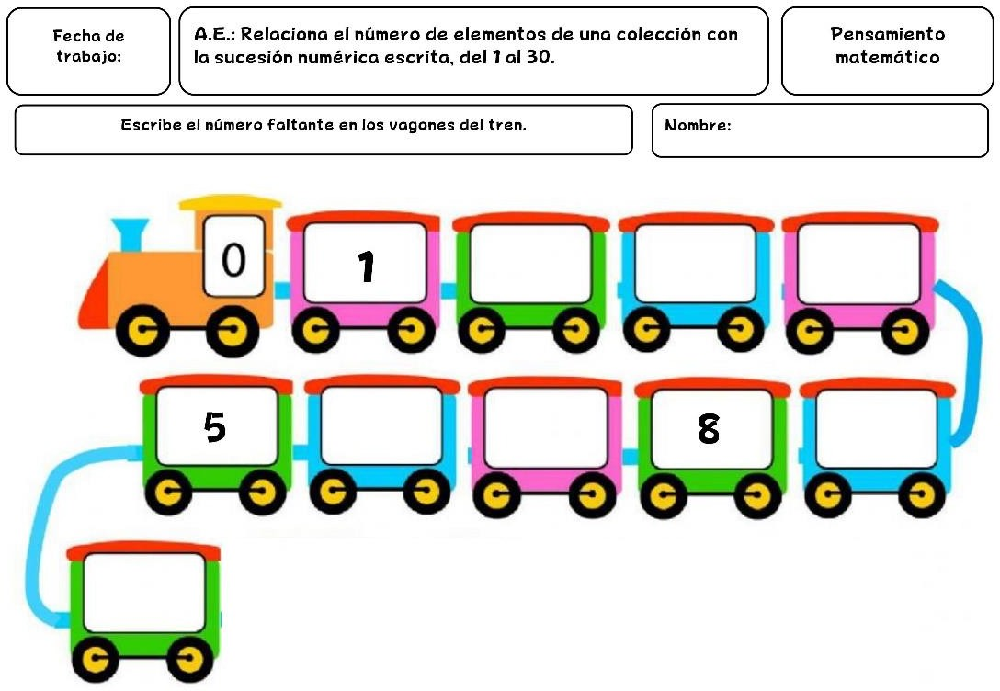 Fecha de
trabajo:
A.E.: Relaciona el número de elementos de una colección con
la sucesión numérica escrita, del 1 al 30.
Pensamiento
matemático
Escribe el número faltante en los vagones del tren.
Nombre:
0
1
5
8